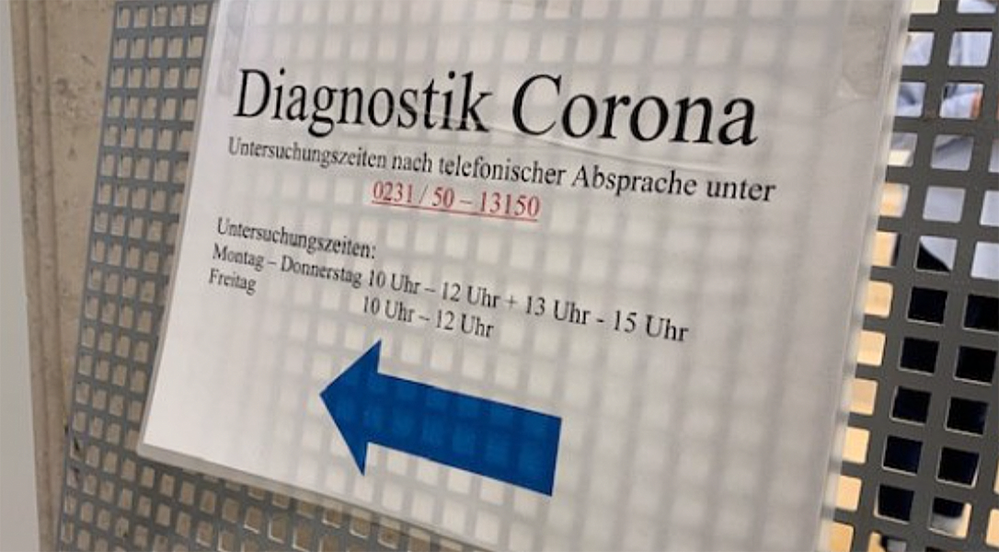 Diagnostik Corona
Untersuchungszeiten nach telefonischer Absprache unter
0231 / 50 – 13150
Untersuchungszeiten:
Montag – Donnerstag 10 Uhr – 12 Uhr + 13 Uhr - 15 Uhr
Freitag 10 Uhr – 12 Uhr